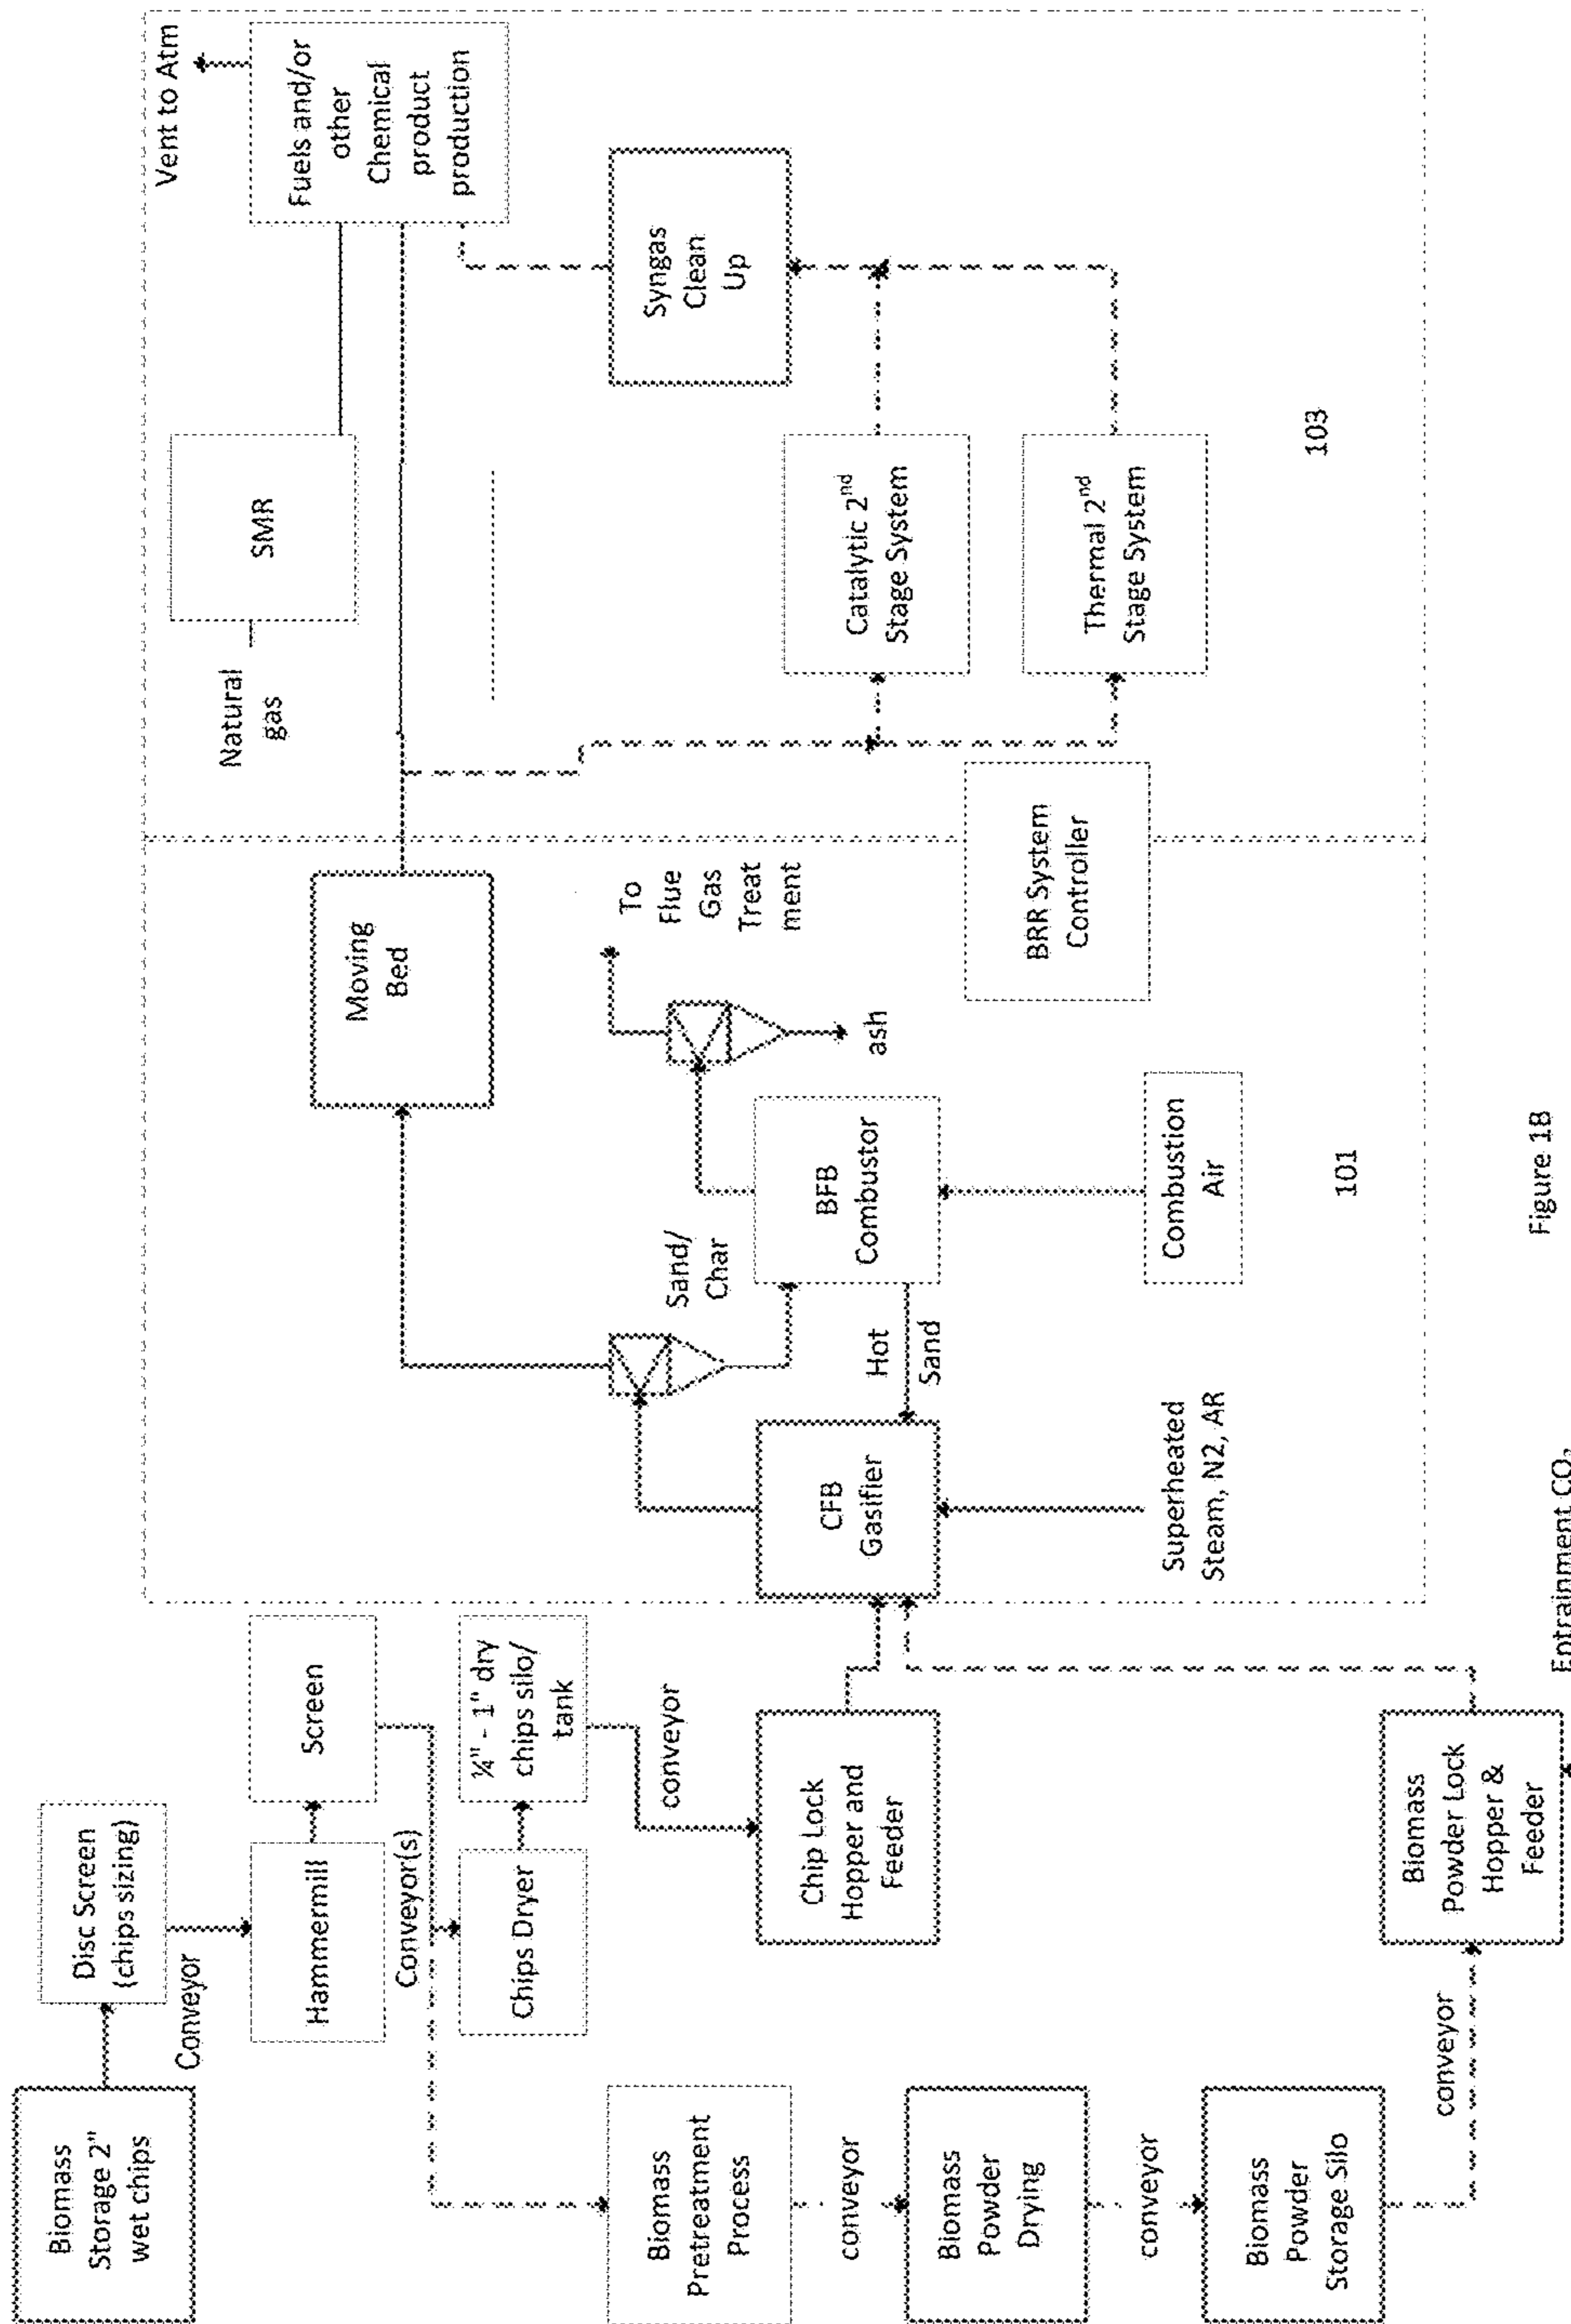 Biomass
Storage 2"
wet chips
Disc Screen
(chips sizing)
Conveyor
Hammermill
Screen
Conveyor(s)
Chips Dryer
¼" - 1" dry
chips silo/
tank
conveyor
Chip Lock
Hopper and
Feeder
Biomass
Pretreatment
Process
conveyor
Biomass
Powder
Drying
conveyor
Biomass
Powder
Storage Silo
conveyor
Biomass
Powder Lock
Hopper &
Feeder
Entrainment CO₂
CFB
Gasifier
Superheated
Steam, N2, AR
Hot
Sand
Sand/
Char
BFB
Combustor
Combustion
Air
ash
To
Flue
Gas
Treat
ment
Moving
Bed
BRR System
Controller
101
Natural
gas
SMR
Catalytic 2nd
Stage System
Thermal 2nd
Stage System
Syngas
Clean
Up
Fuels and/or
other
Chemical
product
production
Vent to Atm
103
Figure 1B